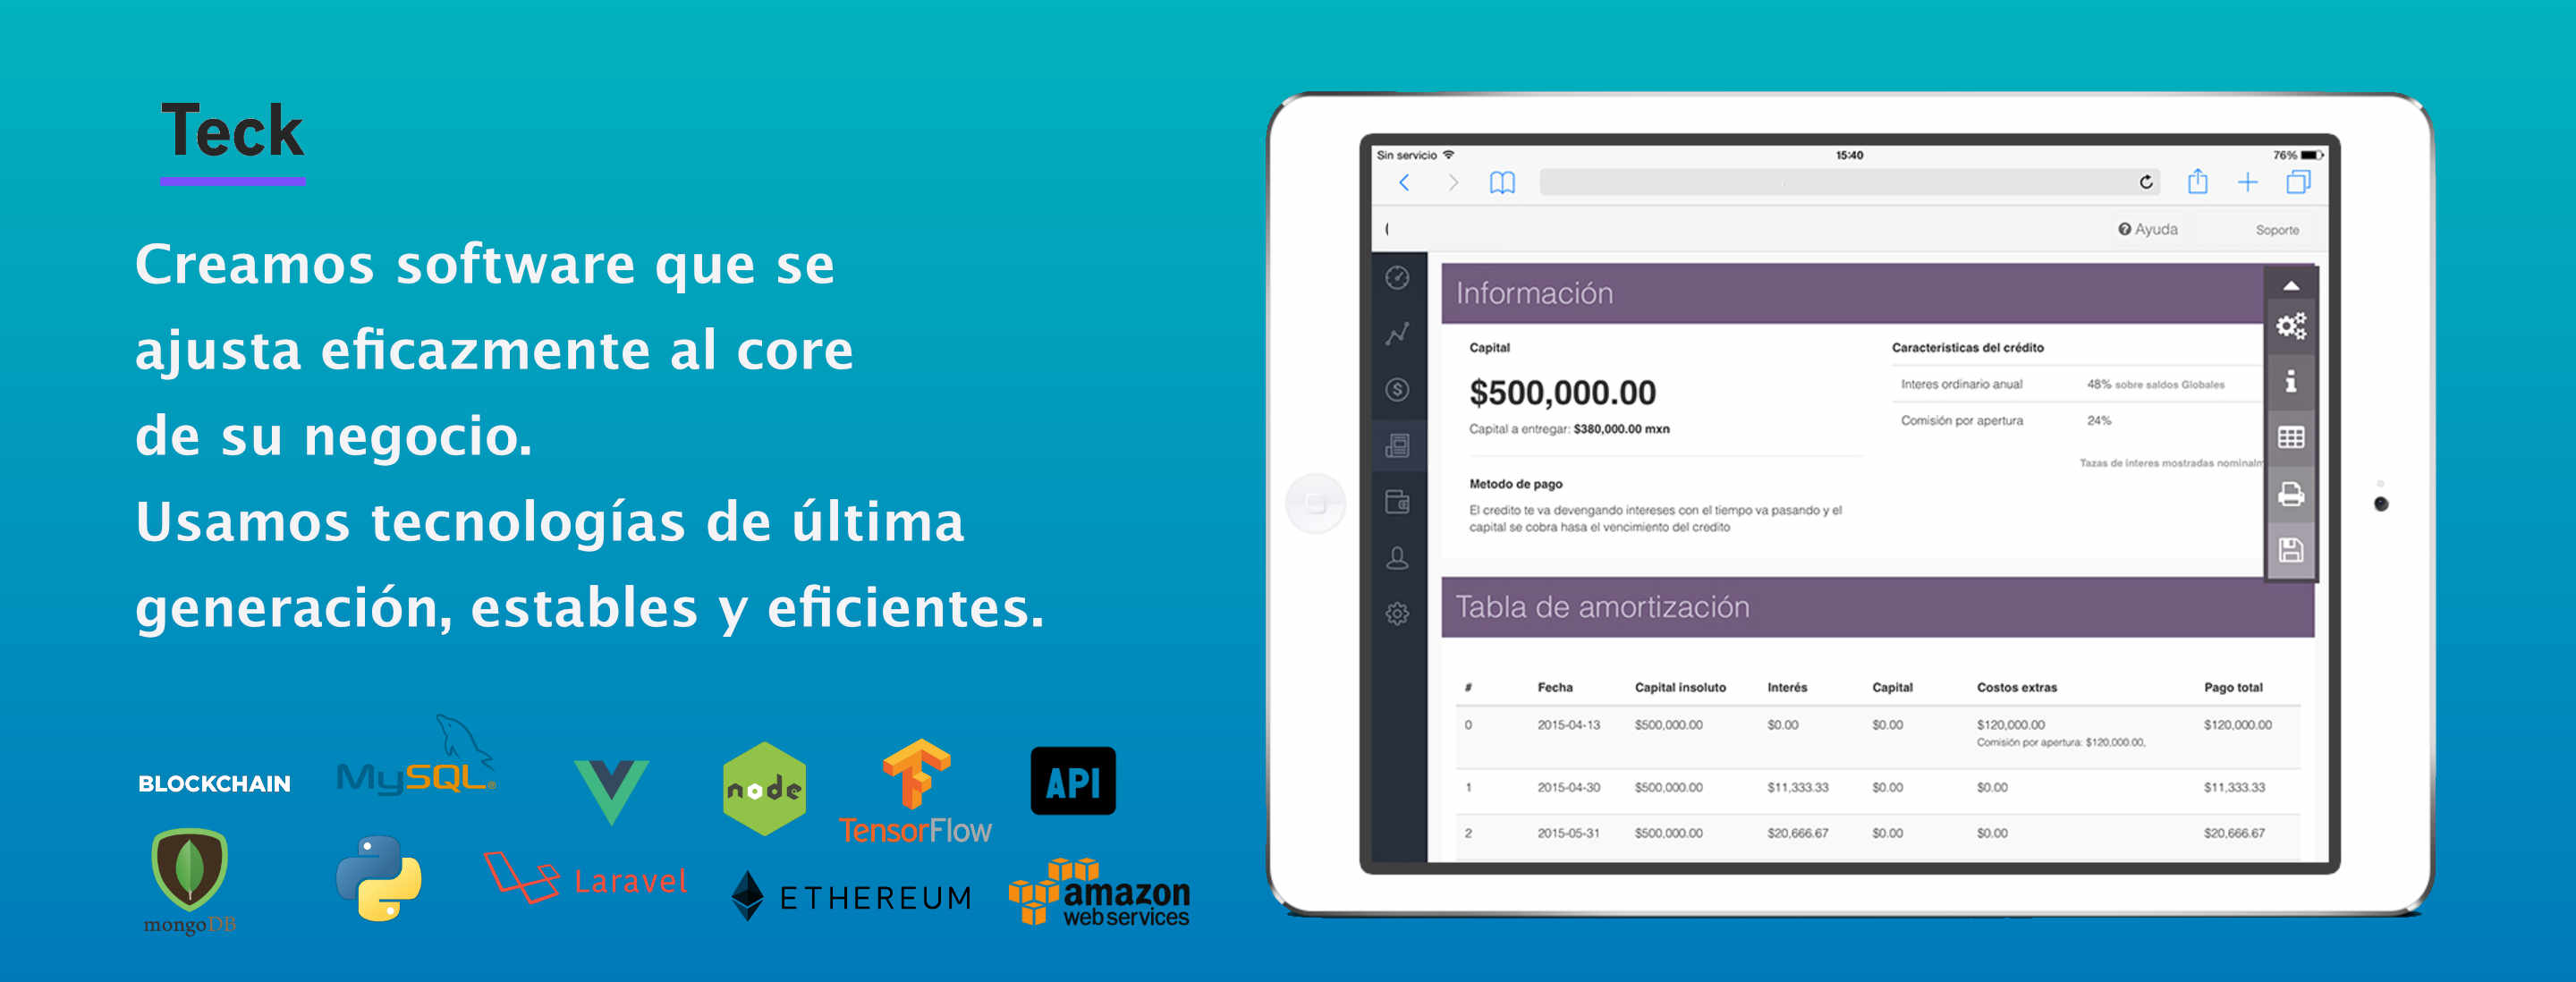 Teck
Creamos software que se
ajusta eficazmente al core
de su negocio.
Usamos tecnologías de última
generación, estables y eficientes.
BLOCKCHAIN
MySQL®
node
TensorFlow
API
mongoDB
Laravel
ETHEREUM
amazon
web services
Sin servicio
15:40
76%
Ayuda
Soporte
Información
Capital
$500,000.00
Capital a entregar: $380,000.00 mxn
Metodo de pago
El credito te va devengando intereses con el tiempo va pasando y el
capital se cobra hasa el vencimiento del credito
Caracteristicas del crédito
Interes ordinario anual 48% sobre saldos Globales
Comisión por apertura 24%
Tazas de interes mostradas nominalm
Tabla de amortización
# Fecha Capital insoluto Interés Capital Costos extras Pago total
0 2015-04-13 $500,000.00 $0.00 $0.00 $120,000.00 $120,000.00
Comisión por apertura: $120,000.00,
1 2015-04-30 $500,000.00 $11,333.33 $0.00 $0.00 $11,333.33
2 2015-05-31 $500,000.00 $20,666.67 $0.00 $0.00 $20,666.67